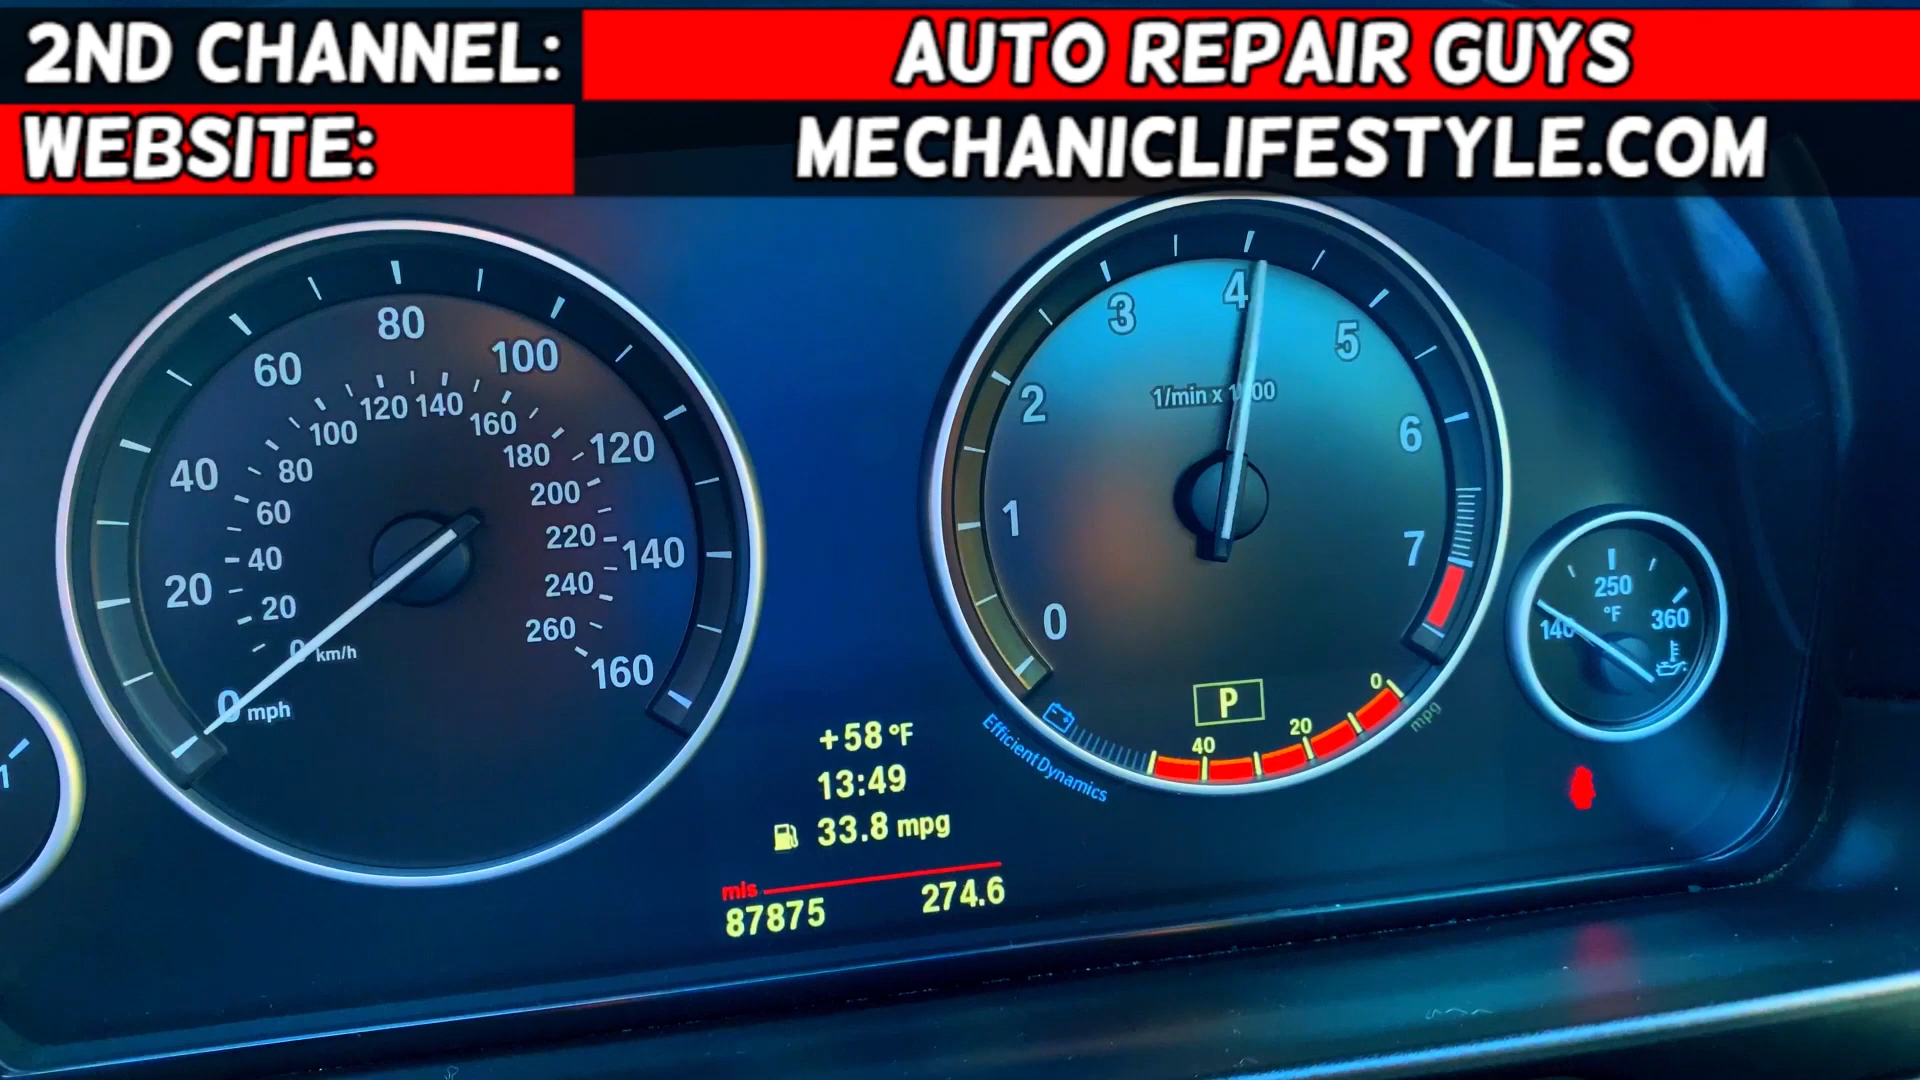 2ND CHANNEL: AUTO REPAIR GUYS
WEBSITE: MECHANICLIFESTYLE.COM
0 20 40 60 80 100 120 140 160
mph
0 20 40 60 80 100 120 140 160 180 200 220 240 260
km/h
0 1 2 3 4 5 6 7
1/min x 1000
P
40 20 0
mpg
EfficientDynamics
140 250 360
°F
1
+58 °F
13:49
33.8 mpg
mls
87875 274.6